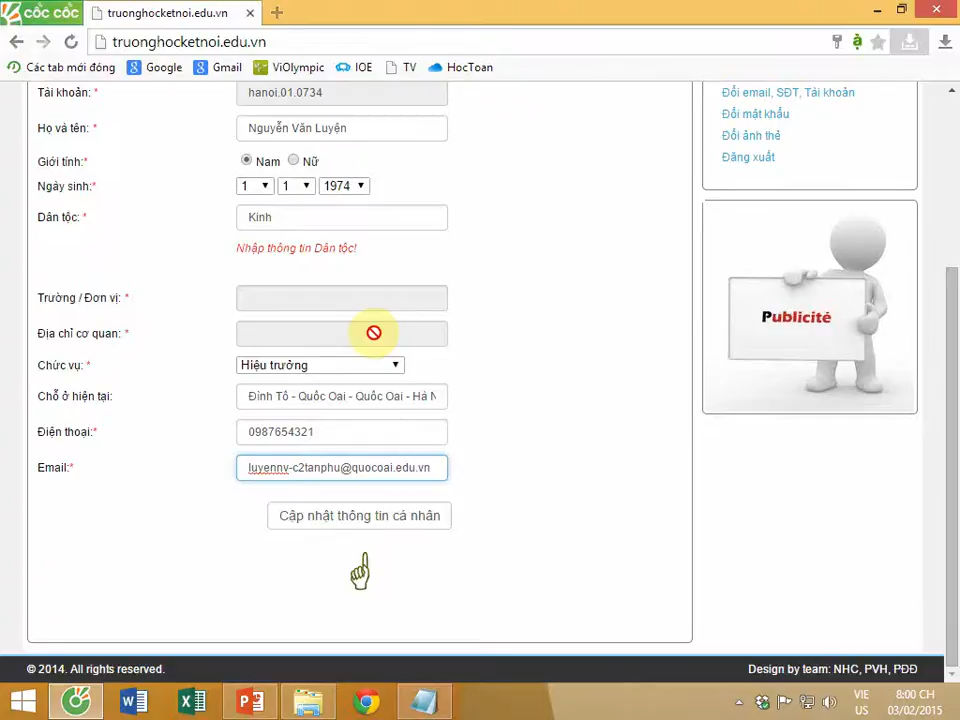 CỐC CỐC
truonghocketnoi.edu.vn
truonghocketnoi.edu.vn
Các tab mới đóng
Google
Gmail
ViOlympic
IOE
TV
HocToan
Tài khoản: *
hanoi.01.0734
Họ và tên: *
Nguyễn Văn Luyện
Giới tính:*
Nam
Nữ
Ngày sinh:*
1
1
1974
Dân tộc: *
Kinh
Nhập thông tin Dân tộc!
Trường / Đơn vị: *
Địa chỉ cơ quan: *
Chức vụ: *
Hiệu trưởng
Chỗ ở hiện tại:
Đình Tổ - Quốc Oai - Quốc Oai - Hà N
Điện thoại:*
0987654321
Email:*
luyennv-c2tanphu@quocoai.edu.vn
Cập nhật thông tin cá nhân
Đổi email, SĐT, Tài khoản
Đổi mật khẩu
Đổi ảnh thẻ
Đăng xuất
Publicité
© 2014. All rights reserved.
Design by team: NHC, PVH, PĐD
VIE
US
8:00 CH
03/02/2015